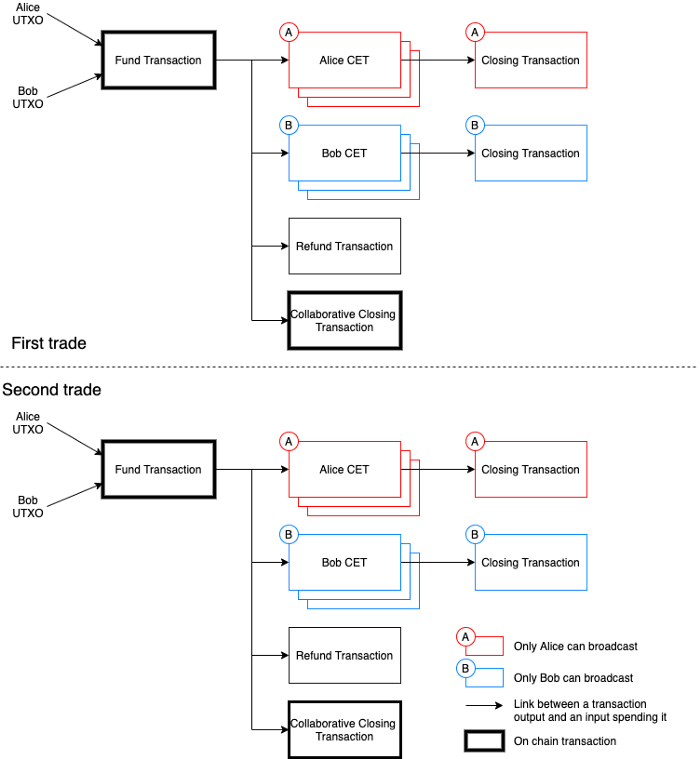 Alice
UTXO
Fund Transaction
A
Alice CET
A
Closing Transaction
Bob
UTXO
B
Bob CET
B
Closing Transaction
Refund Transaction
Collaborative Closing
Transaction
First trade
Second trade
Alice
UTXO
Fund Transaction
A
Alice CET
A
Closing Transaction
Bob
UTXO
B
Bob CET
B
Closing Transaction
Refund Transaction
Collaborative Closing
Transaction
A
Only Alice can broadcast
B
Only Bob can broadcast
Link between a transaction
output and an input spending it
On chain transaction